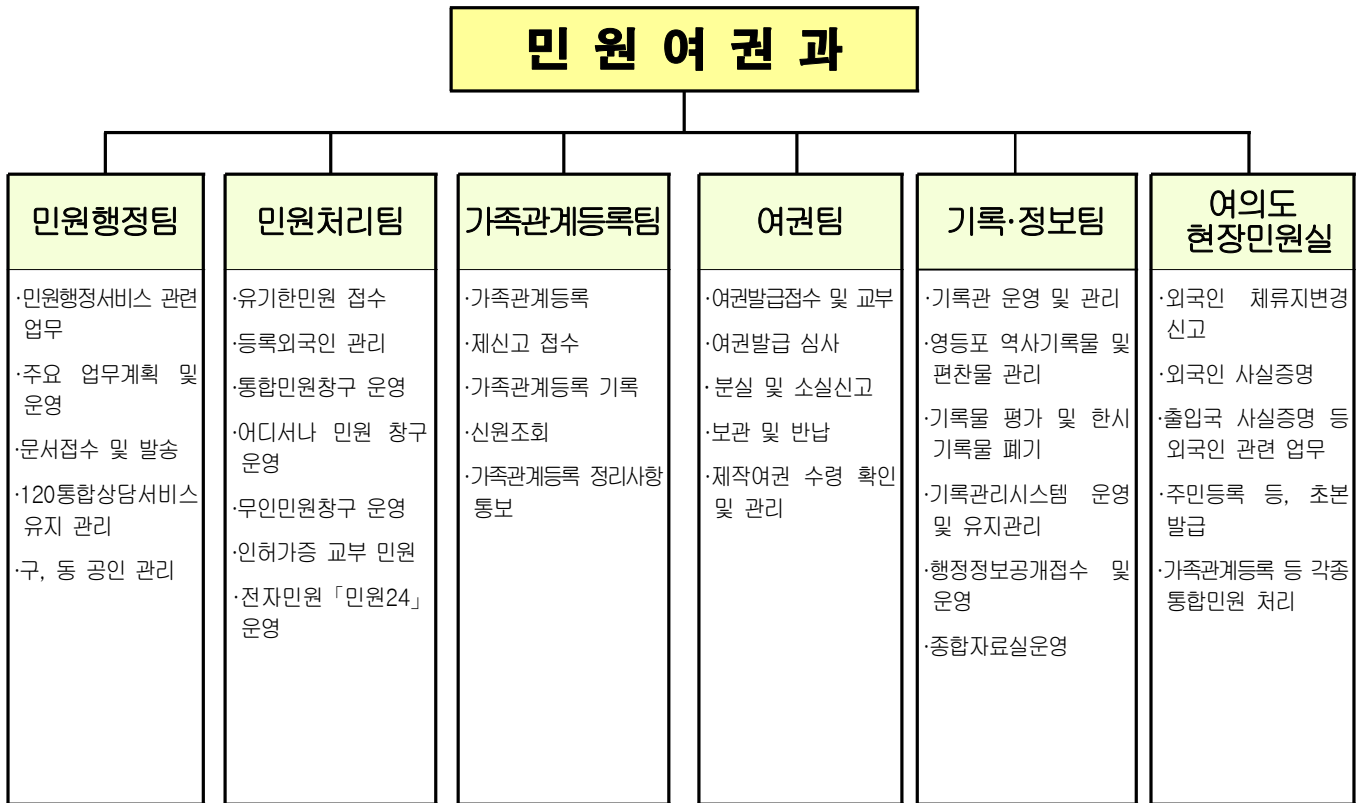 민 원 여 권 과
민원행정팀
·민원행정서비스 관련
업무
·주요 업무계획 및
운영
·문서접수 및 발송
·120통합상담서비스
유지 관리
·구, 동 공인 관리
민원처리팀
·유기한민원 접수
·등록외국인 관리
·통합민원창구 운영
·어디서나 민원 창구
운영
·무인민원창구 운영
·인허가증 교부 민원
·전자민원「민원24」
운영
가족관계등록팀
·가족관계등록
·제신고 접수
·가족관계등록 기록
·신원조회
·가족관계등록 정리사항
통보
여권팀
·여권발급접수 및 교부
·여권발급 심사
·분실 및 소실신고
·보관 및 반납
·제작여권 수령 확인
및 관리
기록·정보팀
·기록관 운영 및 관리
·영등포 역사기록물 및
편찬물 관리
·기록물 평가 및 한시
기록물 폐기
·기록관리시스템 운영
및 유지관리
·행정정보공개접수 및
운영
·종합자료실운영
여의도
현장민원실
·외국인 체류지변경
신고
·외국인 사실증명
·출입국 사실증명 등
외국인 관련 업무
·주민등록 등, 초본
발급
·가족관계등록 등 각종
통합민원 처리